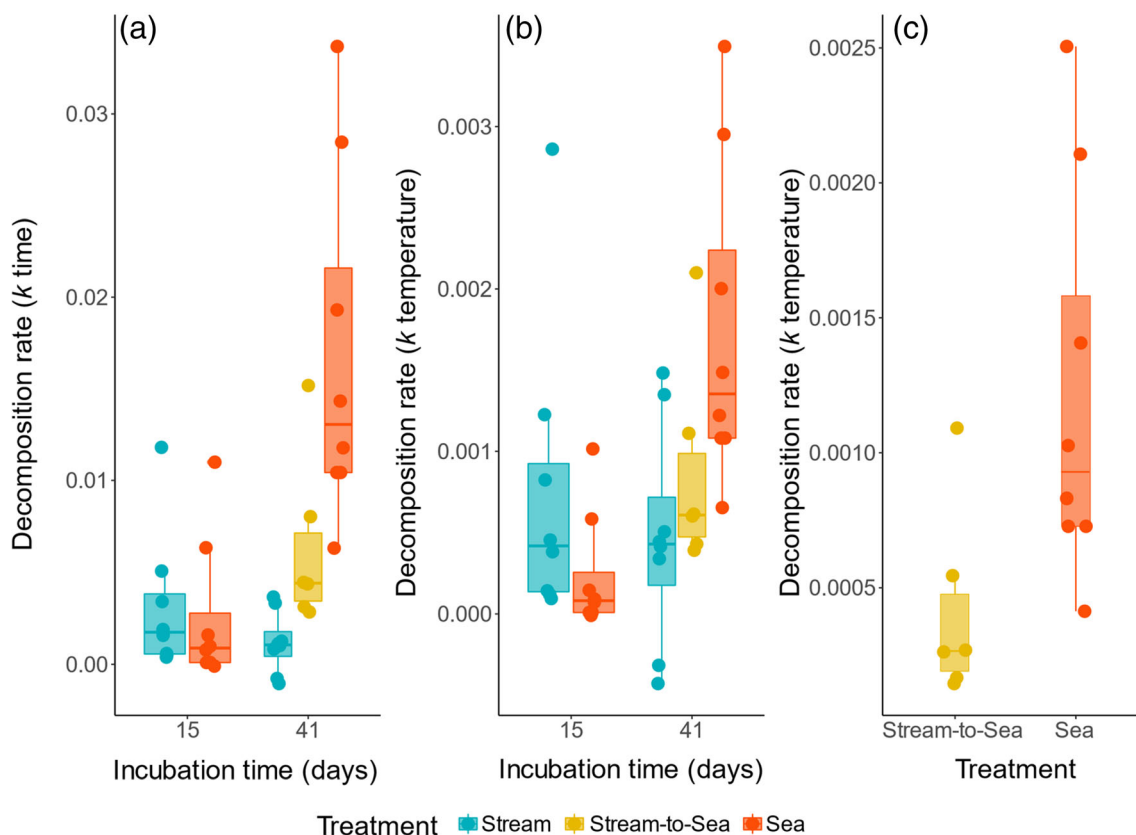 (a)
Decomposition rate (k time)
0.03
0.02
0.01
0.00
15 41
Incubation time (days)
(b)
Decomposition rate (k temperature)
0.003
0.002
0.001
0.000
15 41
Incubation time (days)
(c)
Decomposition rate (k temperature)
0.0025
0.0020
0.0015
0.0010
0.0005
Stream-to-Sea Sea
Treatment
Treatment Stream Stream-to-Sea Sea